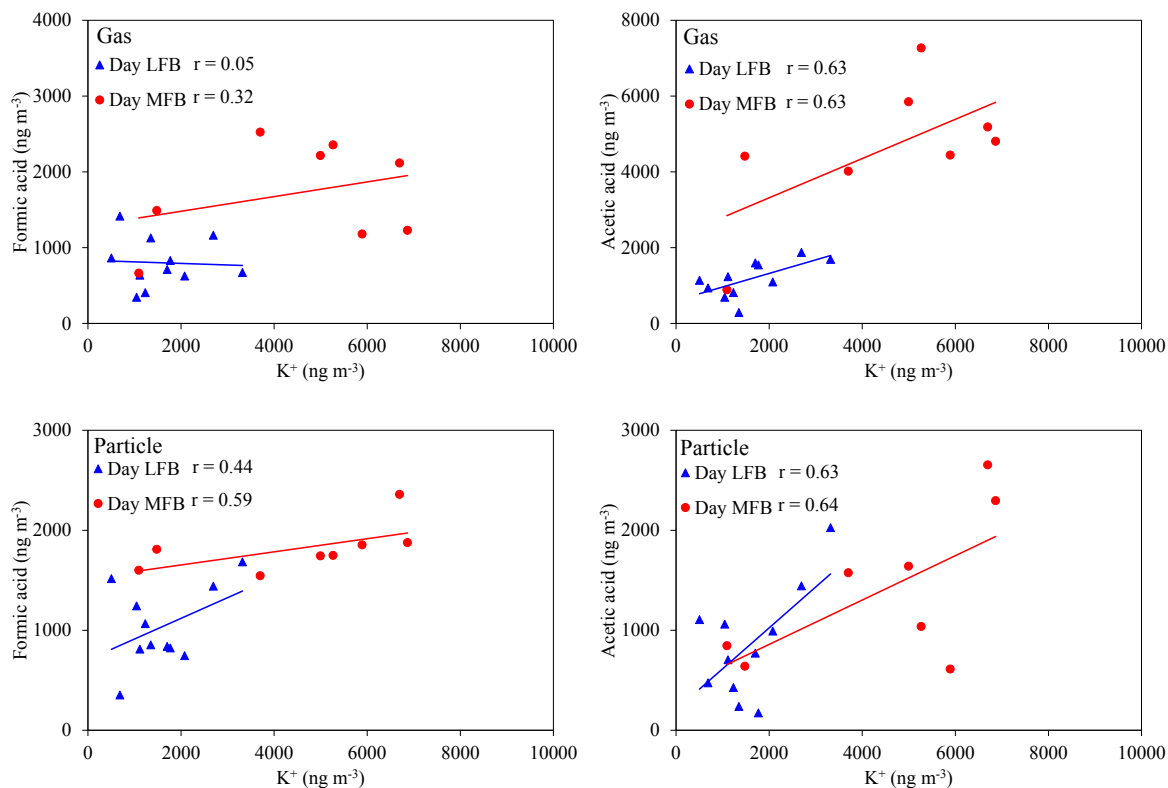 Gas
Day LFB r = 0.05
Day MFB r = 0.32
Formic acid (ng m⁻³)
4000
3000
2000
1000
0
0 2000 4000 6000 8000 10000
K⁺ (ng m⁻³)
Gas
Day LFB r = 0.63
Day MFB r = 0.63
Acetic acid (ng m⁻³)
8000
6000
4000
2000
0
0 2000 4000 6000 8000 10000
K⁺ (ng m⁻³)
Particle
Day LFB r = 0.44
Day MFB r = 0.59
Formic acid (ng m⁻³)
3000
2000
1000
0
0 2000 4000 6000 8000 10000
K⁺ (ng m⁻³)
Particle
Day LFB r = 0.63
Day MFB r = 0.64
Acetic acid (ng m⁻³)
3000
2000
1000
0
0 2000 4000 6000 8000 10000
K⁺ (ng m⁻³)